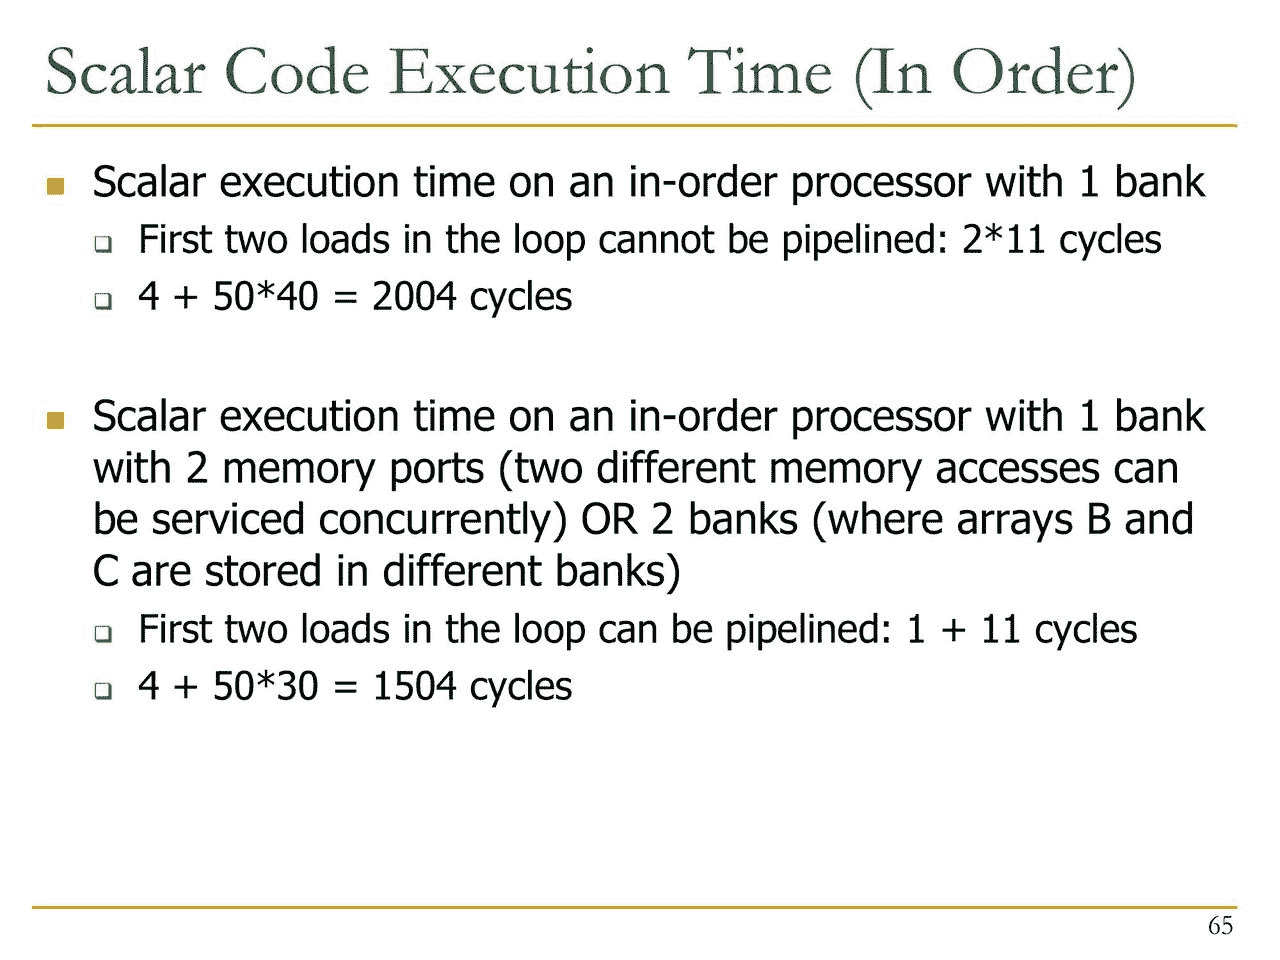 Scalar Code Execution Time (In Order)
Scalar execution time on an in-order processor with 1 bank
First two loads in the loop cannot be pipelined: 2*11 cycles
4 + 50*40 = 2004 cycles
Scalar execution time on an in-order processor with 1 bank
with 2 memory ports (two different memory accesses can
be serviced concurrently) OR 2 banks (where arrays B and
C are stored in different banks)
First two loads in the loop can be pipelined: 1 + 11 cycles
4 + 50*30 = 1504 cycles
65